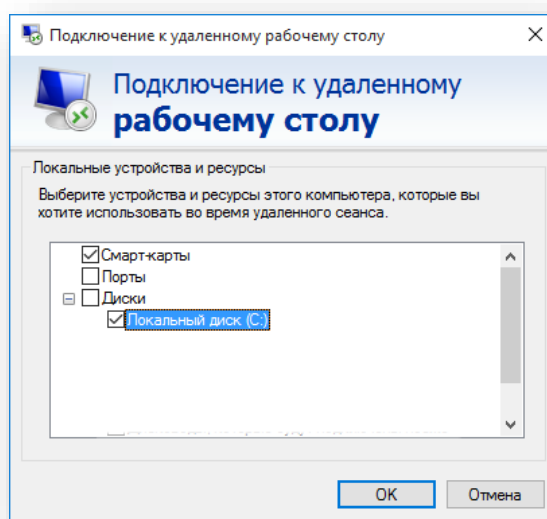 Подключение к удаленному рабочему столу
Подключение к удаленному
рабочему столу
Локальные устройства и ресурсы
Выберите устройства и ресурсы этого компьютера, которые вы
хотите использовать во время удаленного сеанса.
Смарт-карты
Порты
Диски
Локальный диск (C:)
OK
Отмена